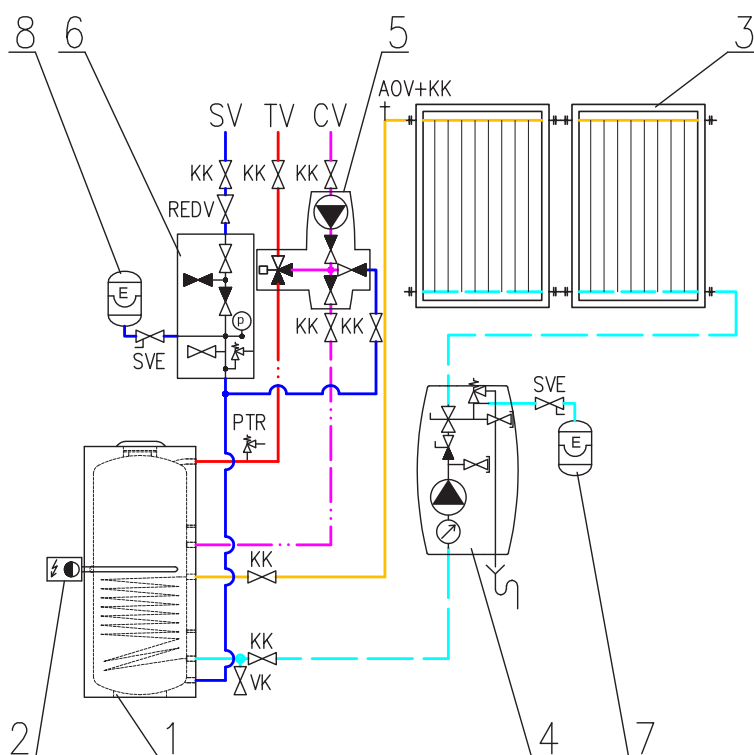 8 6 5 3
AOV+KK
SV TV CV
KK KK KK
REDV
E
p
SVE
KK KK
SVE
PTR
E
KK
KK
VK
2 1 4 7